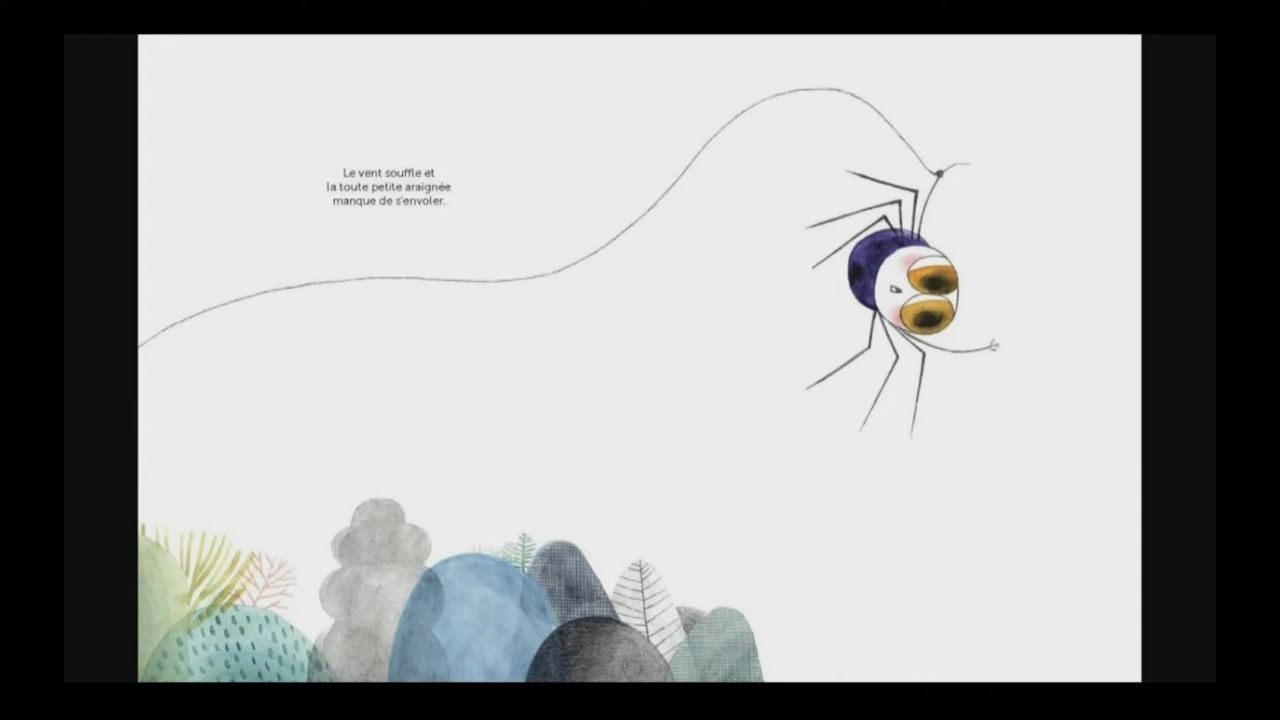 Le vent souffle et
la toute petite araignée
manque de s'envoler.